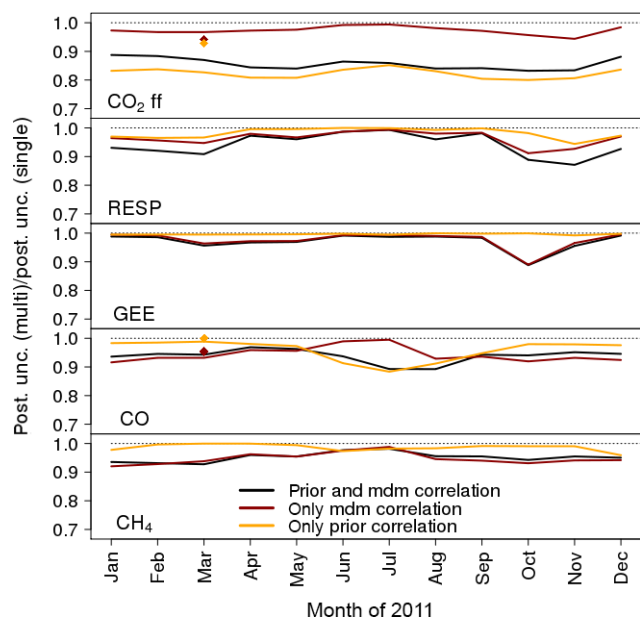 Post. unc. (multi)/post. unc. (single)
1.0
0.9
0.8
0.7
CO₂ ff
1.0
0.9
0.8
0.7
RESP
1.0
0.9
0.8
0.7
GEE
1.0
0.9
0.8
0.7
CO
1.0
0.9
0.8
0.7
CH₄
Prior and mdm correlation
Only mdm correlation
Only prior correlation
Jan Feb Mar Apr May Jun Jul Aug Sep Oct Nov Dec
Month of 2011